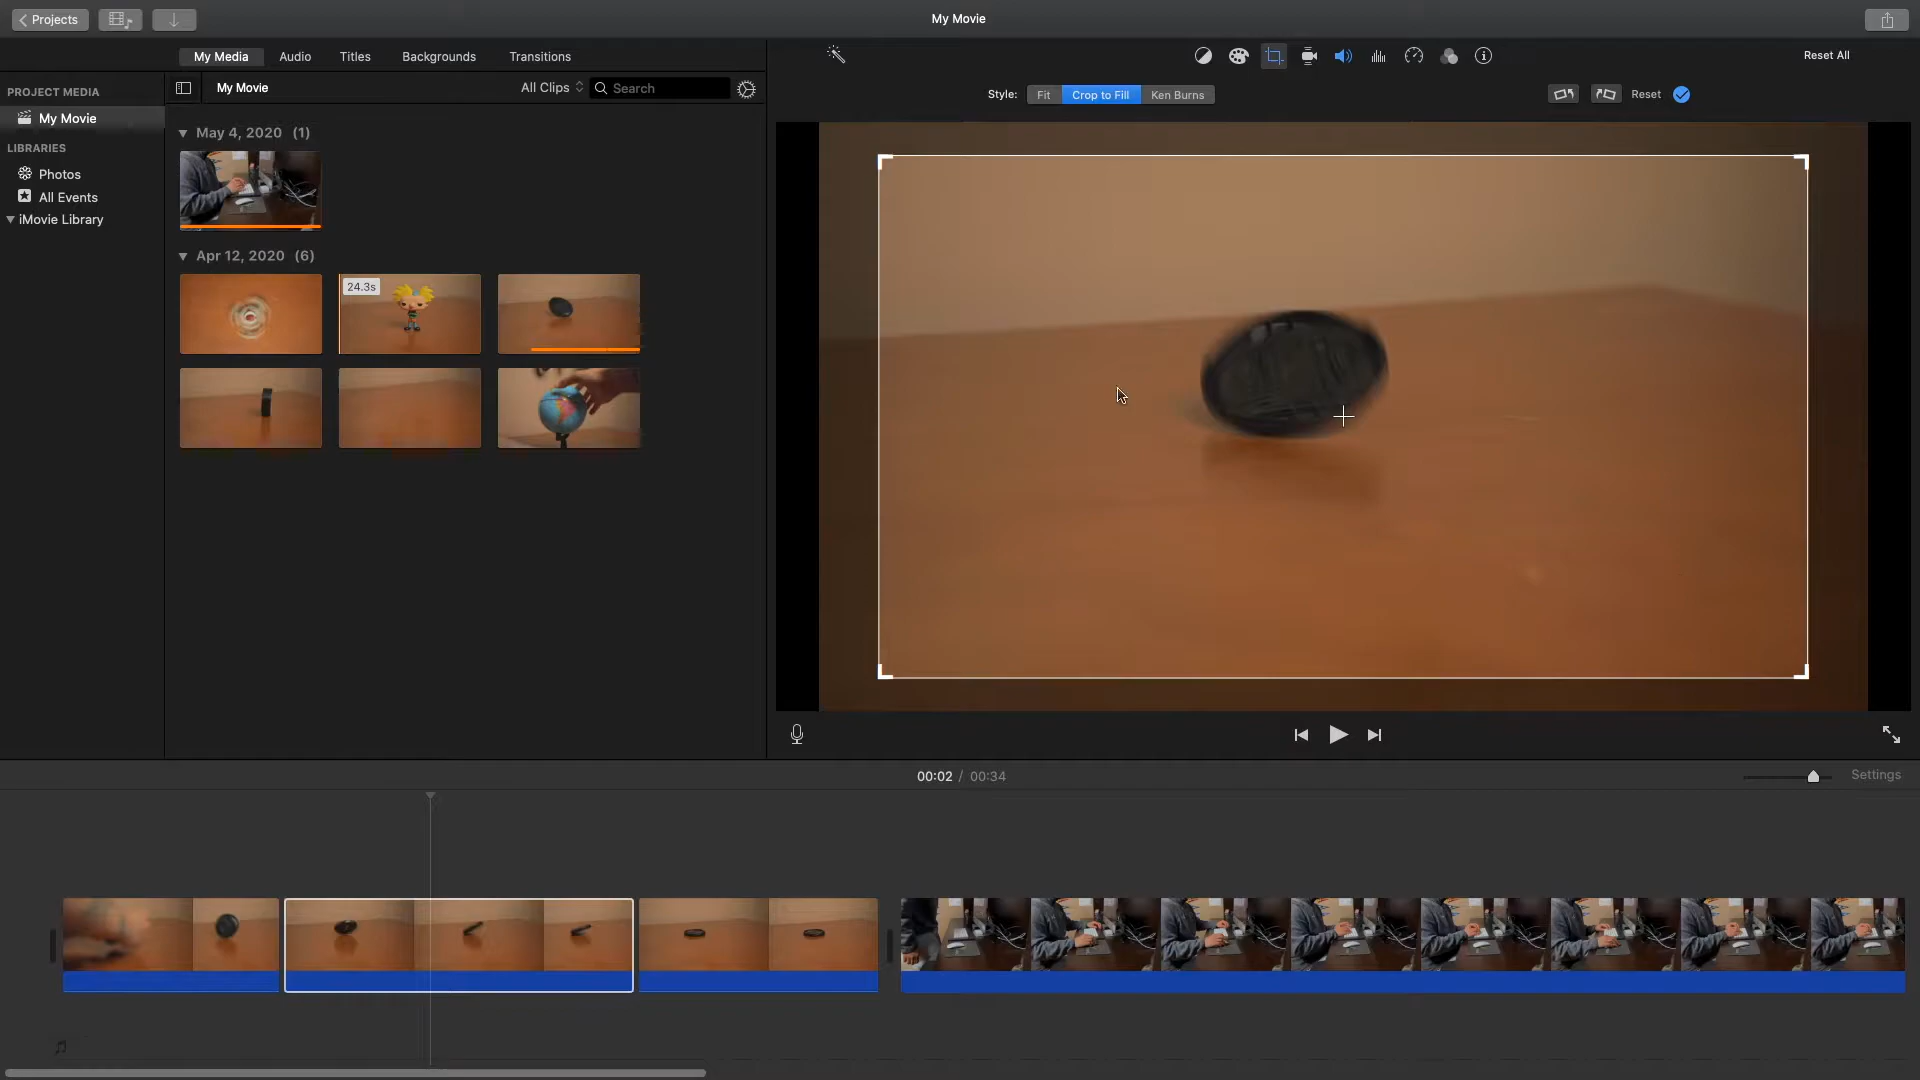 Projects
My Movie
My Media
Audio
Titles
Backgrounds
Transitions
Reset All
PROJECT MEDIA
My Movie
LIBRARIES
Photos
All Events
iMovie Library
My Movie
All Clips
Search
Style:
Fit
Crop to Fill
Ken Burns
Reset
May 4, 2020 (1)
Apr 12, 2020 (6)
24.3s
00:02 / 00:34
Settings